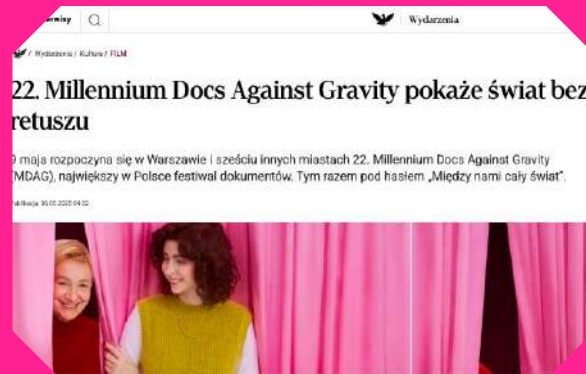 Wydarzenia
/ Wydarzenia / Kultura / FILM
22. Millennium Docs Against Gravity pokaże świat bez
retuszu
9 maja rozpoczyna się w Warszawie i sześciu innych miastach 22. Millennium Docs Against Gravity
(MDAG), największy w Polsce festiwal dokumentów. Tym razem pod hasłem „Między nami cały świat”.